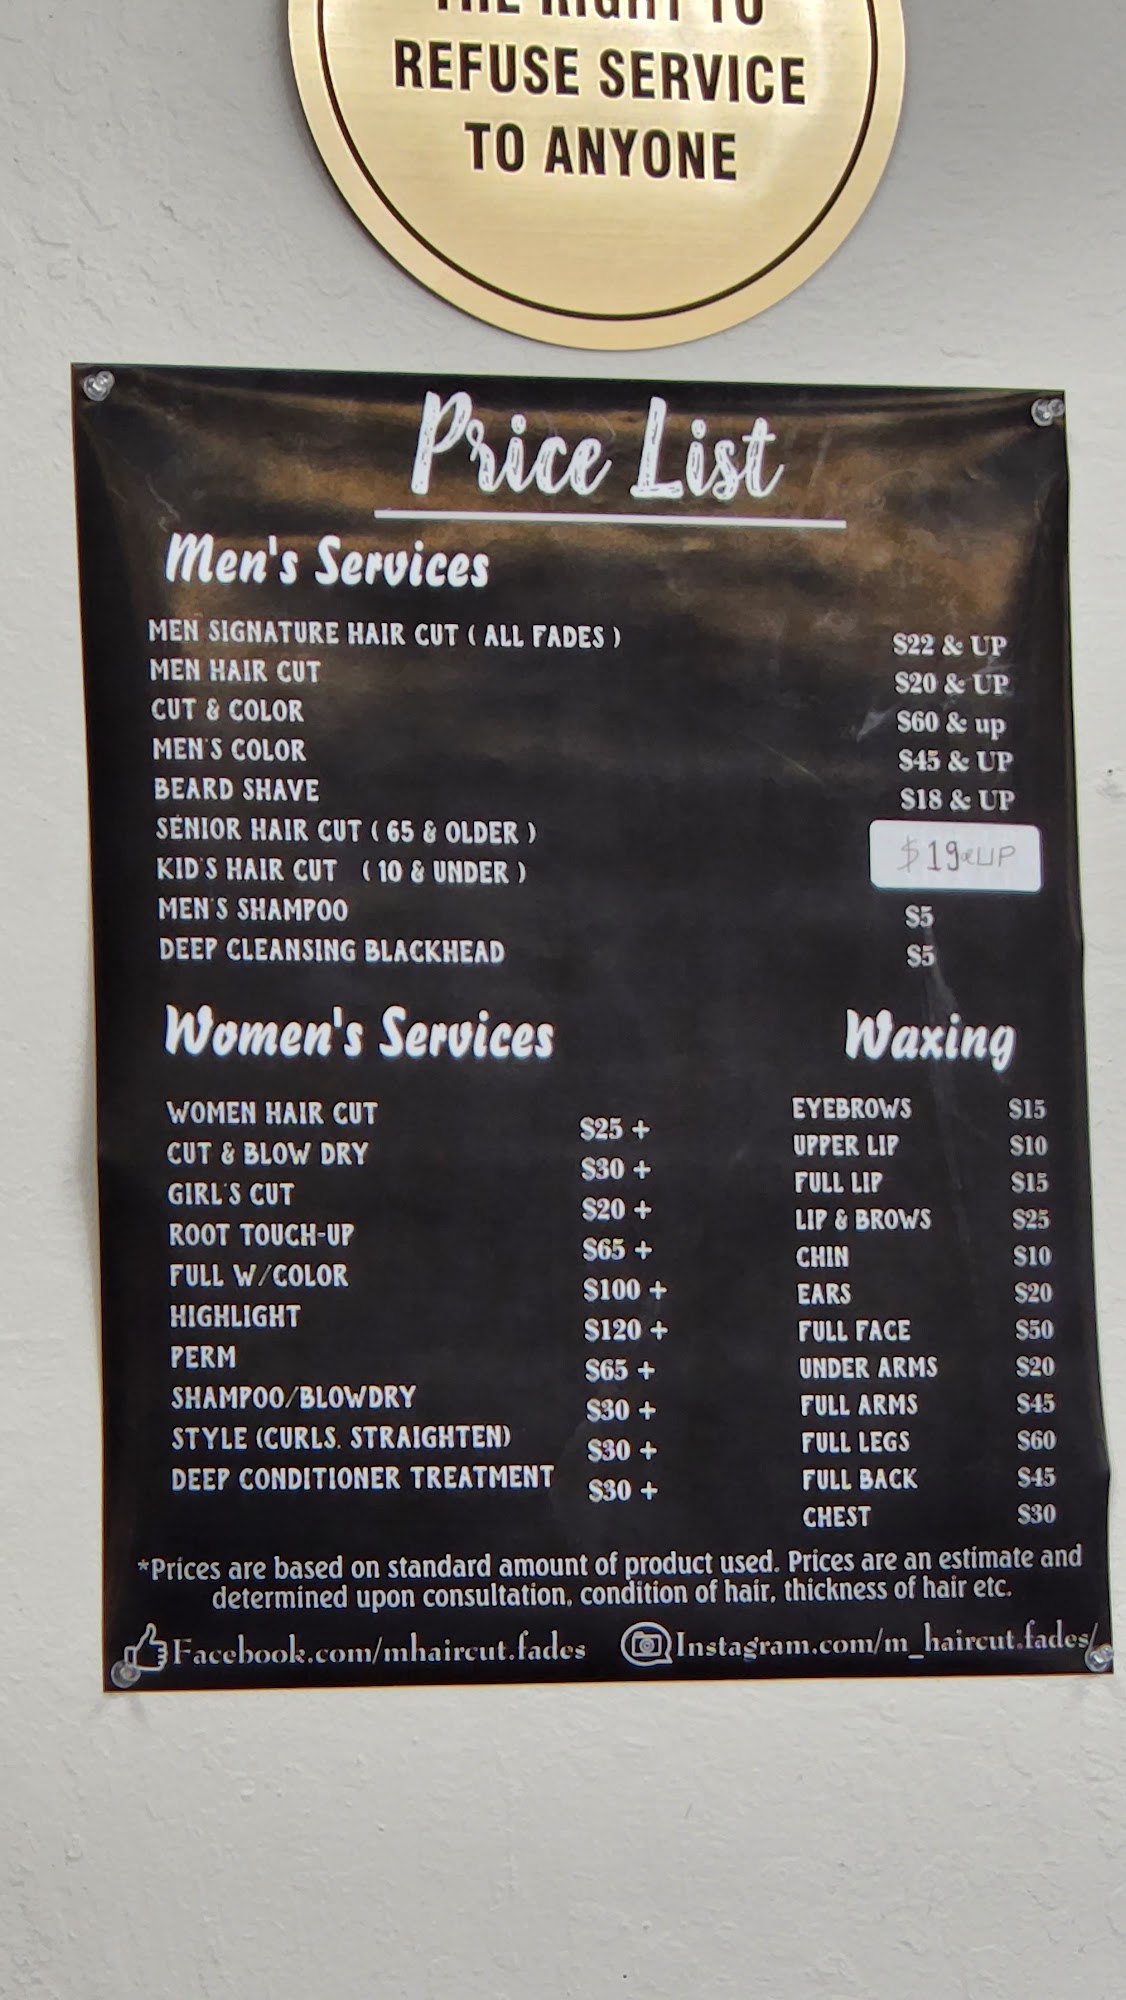 THE RIGHT TO
REFUSE SERVICE
TO ANYONE
Price List
Men's Services
MEN SIGNATURE HAIR CUT ( ALL FADES ) $22 & UP
MEN HAIR CUT $20 & UP
CUT & COLOR $60 & up
MEN'S COLOR $45 & UP
BEARD SHAVE $18 & UP
SENIOR HAIR CUT ( 65 & OLDER )
$19 & UP
KID'S HAIR CUT ( 10 & UNDER )
MEN'S SHAMPOO $5
DEEP CLEANSING BLACKHEAD $5
Women's Services
WOMEN HAIR CUT $25 +
CUT & BLOW DRY $30 +
GIRL'S CUT $20 +
ROOT TOUCH-UP $65 +
FULL W/COLOR $100 +
HIGHLIGHT $120 +
PERM $65 +
SHAMPOO/BLOWDRY $30 +
STYLE (CURLS, STRAIGHTEN) $30 +
DEEP CONDITIONER TREATMENT $30 +
Waxing
EYEBROWS $15
UPPER LIP $10
FULL LIP $15
LIP & BROWS $25
CHIN $10
EARS $20
FULL FACE $50
UNDER ARMS $20
FULL ARMS $45
FULL LEGS $60
FULL BACK $45
CHEST $30
*Prices are based on standard amount of product used. Prices are an estimate and
determined upon consultation, condition of hair, thickness of hair etc.
Facebook.com/mhaircut.fades Instagram.com/m_haircut.fades/